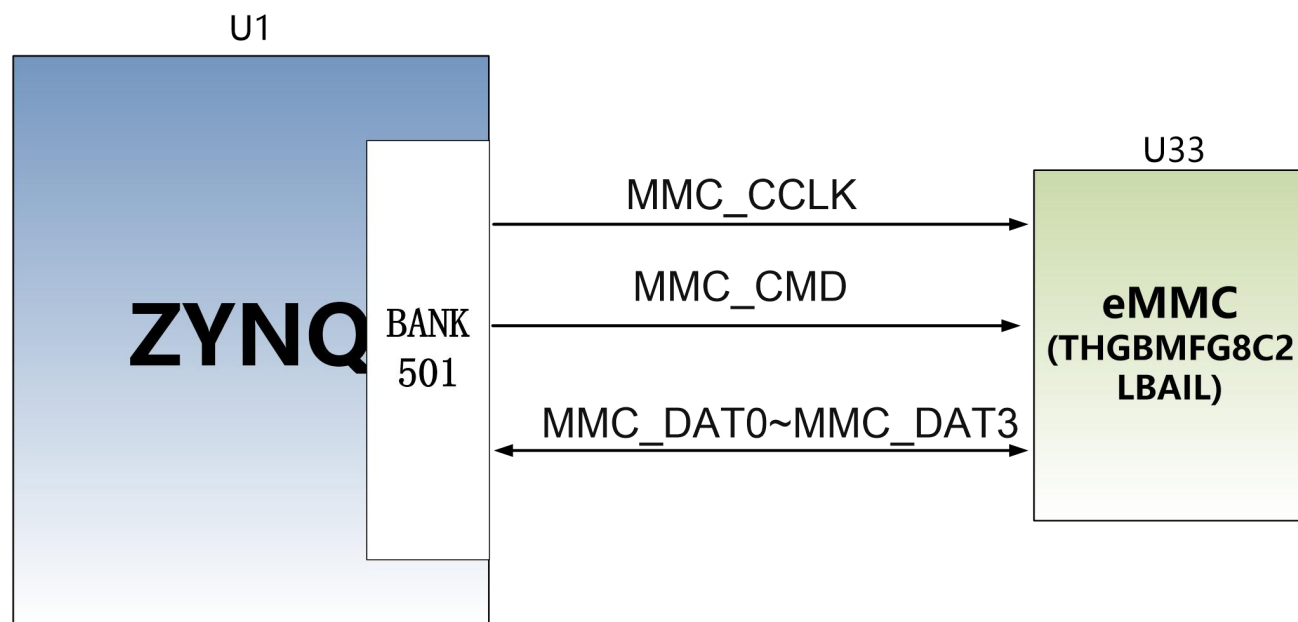 U1
U33
MMC_CCLK
MMC_CMD
ZYNQ
BANK
501
eMMC
(THGBMFG8C2
LBAIL)
MMC_DAT0~MMC_DAT3